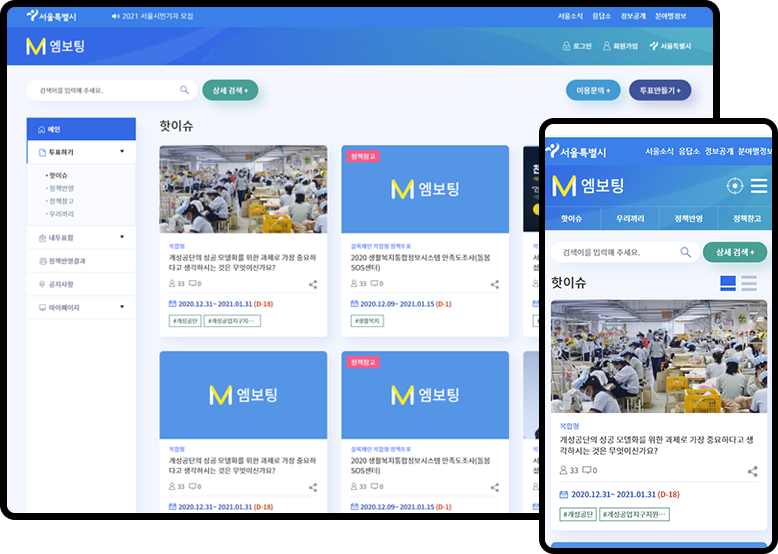 서울특별시
2021 서울시민기자 모집
서울소식 응답소 정보공개 분야별정보
M 엠보팅
로그인 회원가입 서울특별시
검색어를 입력해 주세요.
상세 검색 +
이용문의 +
투표만들기 +
메인
투표하기
• 핫이슈
• 정책반영
• 정책참고
• 우리끼리
내투표함
정책반영결과
공지사항
마이페이지
핫이슈
복합형
개성공단의 성공 모델화를 위한 과제로 가장 중요하
다고 생각하시는 것은 무엇이신가요?
33 0
2020.12.31~ 2021.01.31 (D-18)
#개성공단 #개성공업지구지…
정책참고
M 엠보팅
블록체인 복합형 정책투표
2020 생활복지통합정보시스템 만족도조사(돌봄
SOS센터)
33 0
2020.12.09~ 2021.01.15 (D-1)
#생활복지
M 엠보팅
복합형
개성공단의 성공 모델화를 위한 과제로 가장 중요하
다고 생각하시는 것은 무엇이신가요?
33 0
2020.12.31~ 2021.01.31 (D-18)
정책참고
M 엠보팅
블록체인 복합형 정책투표
2020 생활복지통합정보시스템 만족도조사(돌봄
SOS센터)
33 0
2020.12.09~ 2021.01.15 (D-1)
서울특별시
서울소식 응답소 정보공개 분야별정보
M 엠보팅
핫이슈 우리끼리 정책반영 정책참고
검색어를 입력해 주세요.
상세 검색 +
핫이슈
복합형
개성공단의 성공 모델화를 위한 과제로 가장 중요하다고 생
각하시는 것은 무엇이신가요?
33 0
2020.12.31~ 2021.01.31 (D-18)
#개성공단 #개성공업지구지원…